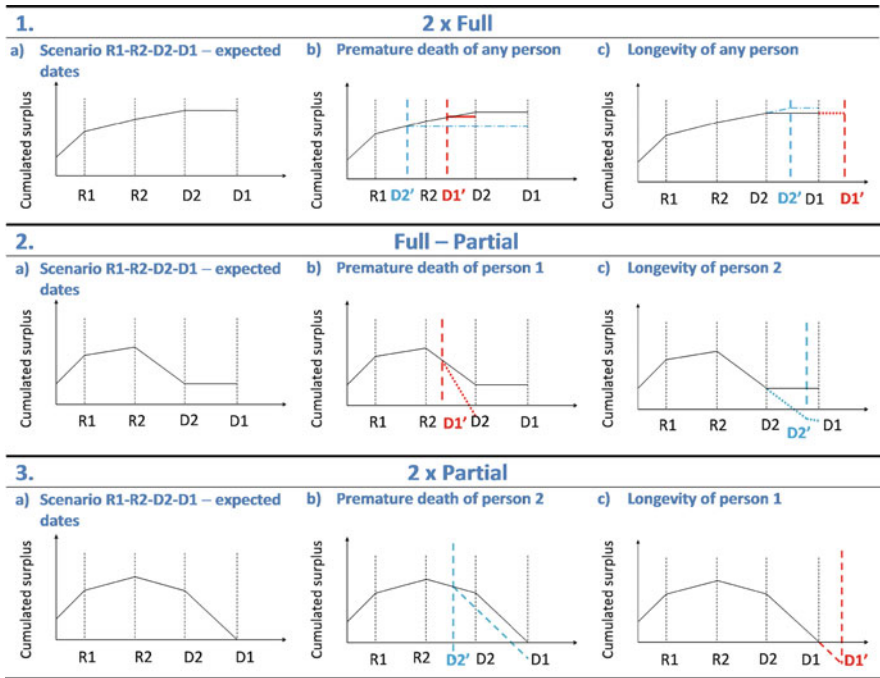 1. 2 x Full
a) Scenario R1-R2-D2-D1 – expected dates
b) Premature death of any person
c) Longevity of any person
Cumulated surplus
R1 R2 D2 D1
Cumulated surplus
R1 D2’ R2 D1’ D2 D1
Cumulated surplus
R1 R2 D2 D2’ D1 D1’
2. Full – Partial
a) Scenario R1-R2-D2-D1 – expected dates
b) Premature death of person 1
c) Longevity of person 2
Cumulated surplus
R1 R2 D2 D1
Cumulated surplus
R1 R2 D1’ D2 D1
Cumulated surplus
R1 R2 D2 D2’ D1
3. 2 x Partial
a) Scenario R1-R2-D2-D1 – expected dates
b) Premature death of person 2
c) Longevity of person 1
Cumulated surplus
R1 R2 D2 D1
Cumulated surplus
R1 R2 D2’ D2 D1
Cumulated surplus
R1 R2 D2 D1 D1’